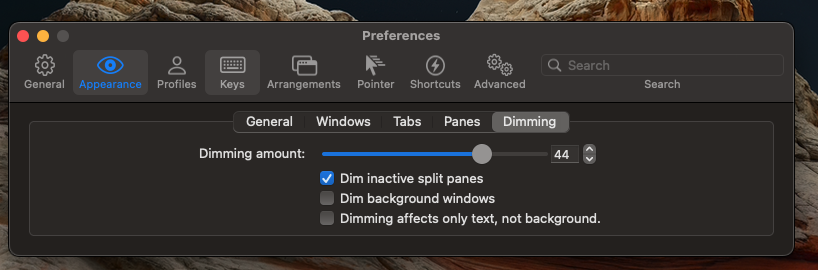 Preferences
General Appearance Profiles Keys Arrangements Pointer Shortcuts Advanced Search
Search
General Windows Tabs Panes Dimming
Dimming amount: 44
Dim inactive split panes
Dim background windows
Dimming affects only text, not background.